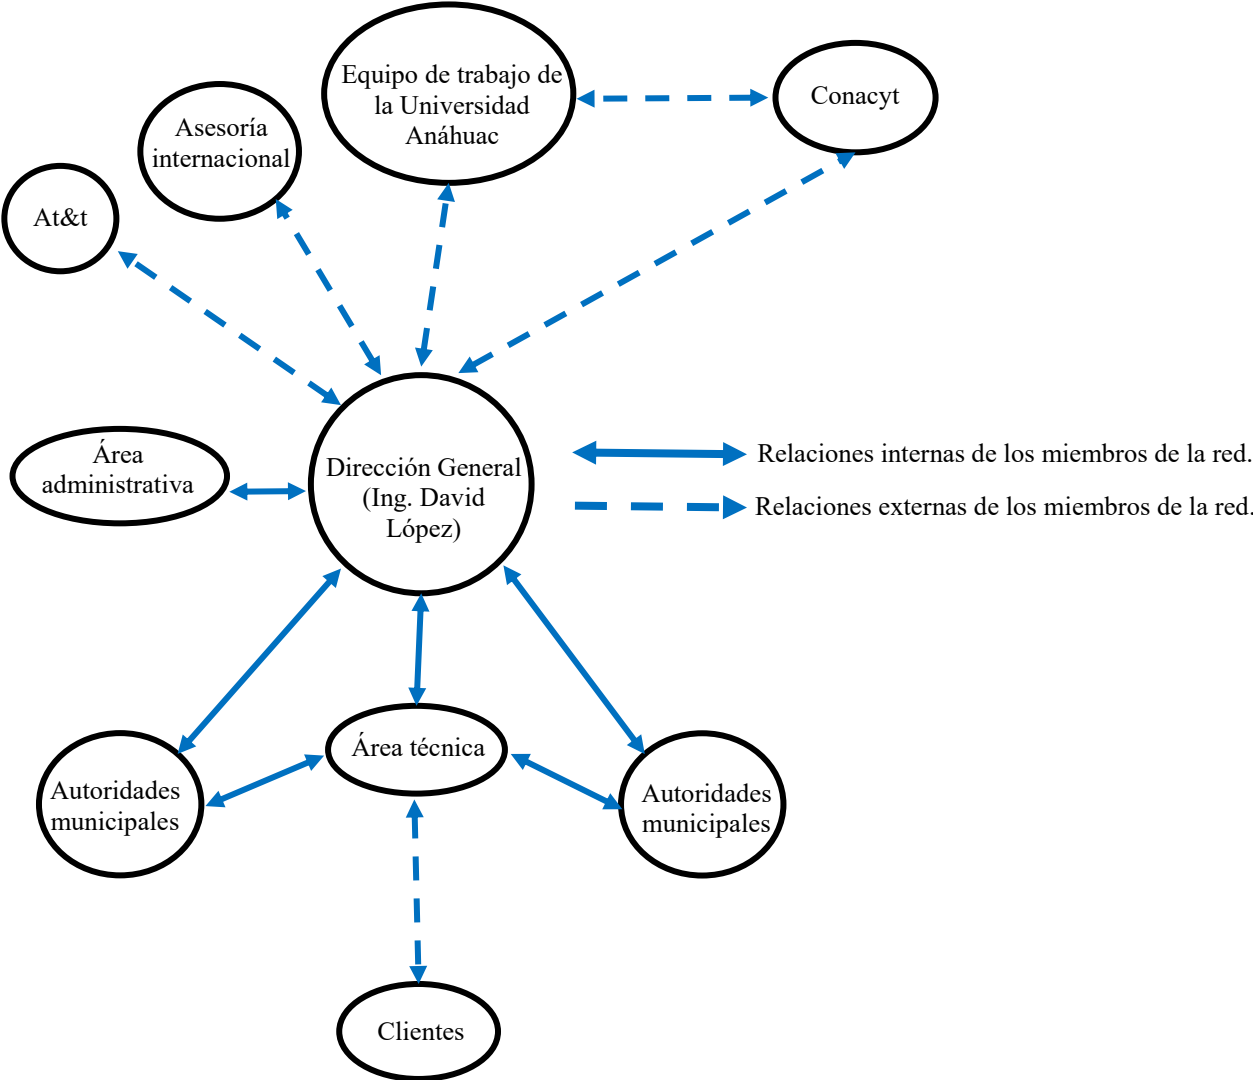 Equipo de trabajo de
la Universidad
Anáhuac
Conacyt
Asesoría
internacional
At&t
Área
administrativa
Dirección General
(Ing. David
López)
Relaciones internas de los miembros de la red.
Relaciones externas de los miembros de la red.
Área técnica
Autoridades
municipales
Autoridades
municipales
Clientes